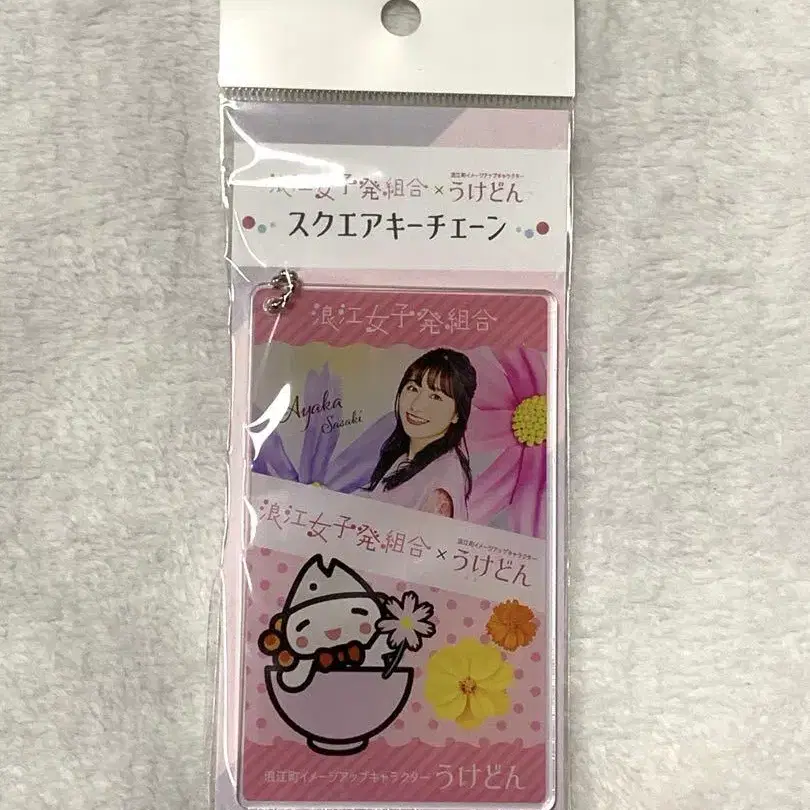 浪江女子発組合×
浪江町イメージアップキャラクター
うけどん
スクエアキーチェーン
浪江女子発組合
Ayaka
Sasaki
浪江女子発組合×
浪江町イメージアップキャラクター
うけどん
浪江町イメージアップキャラクター うけどん